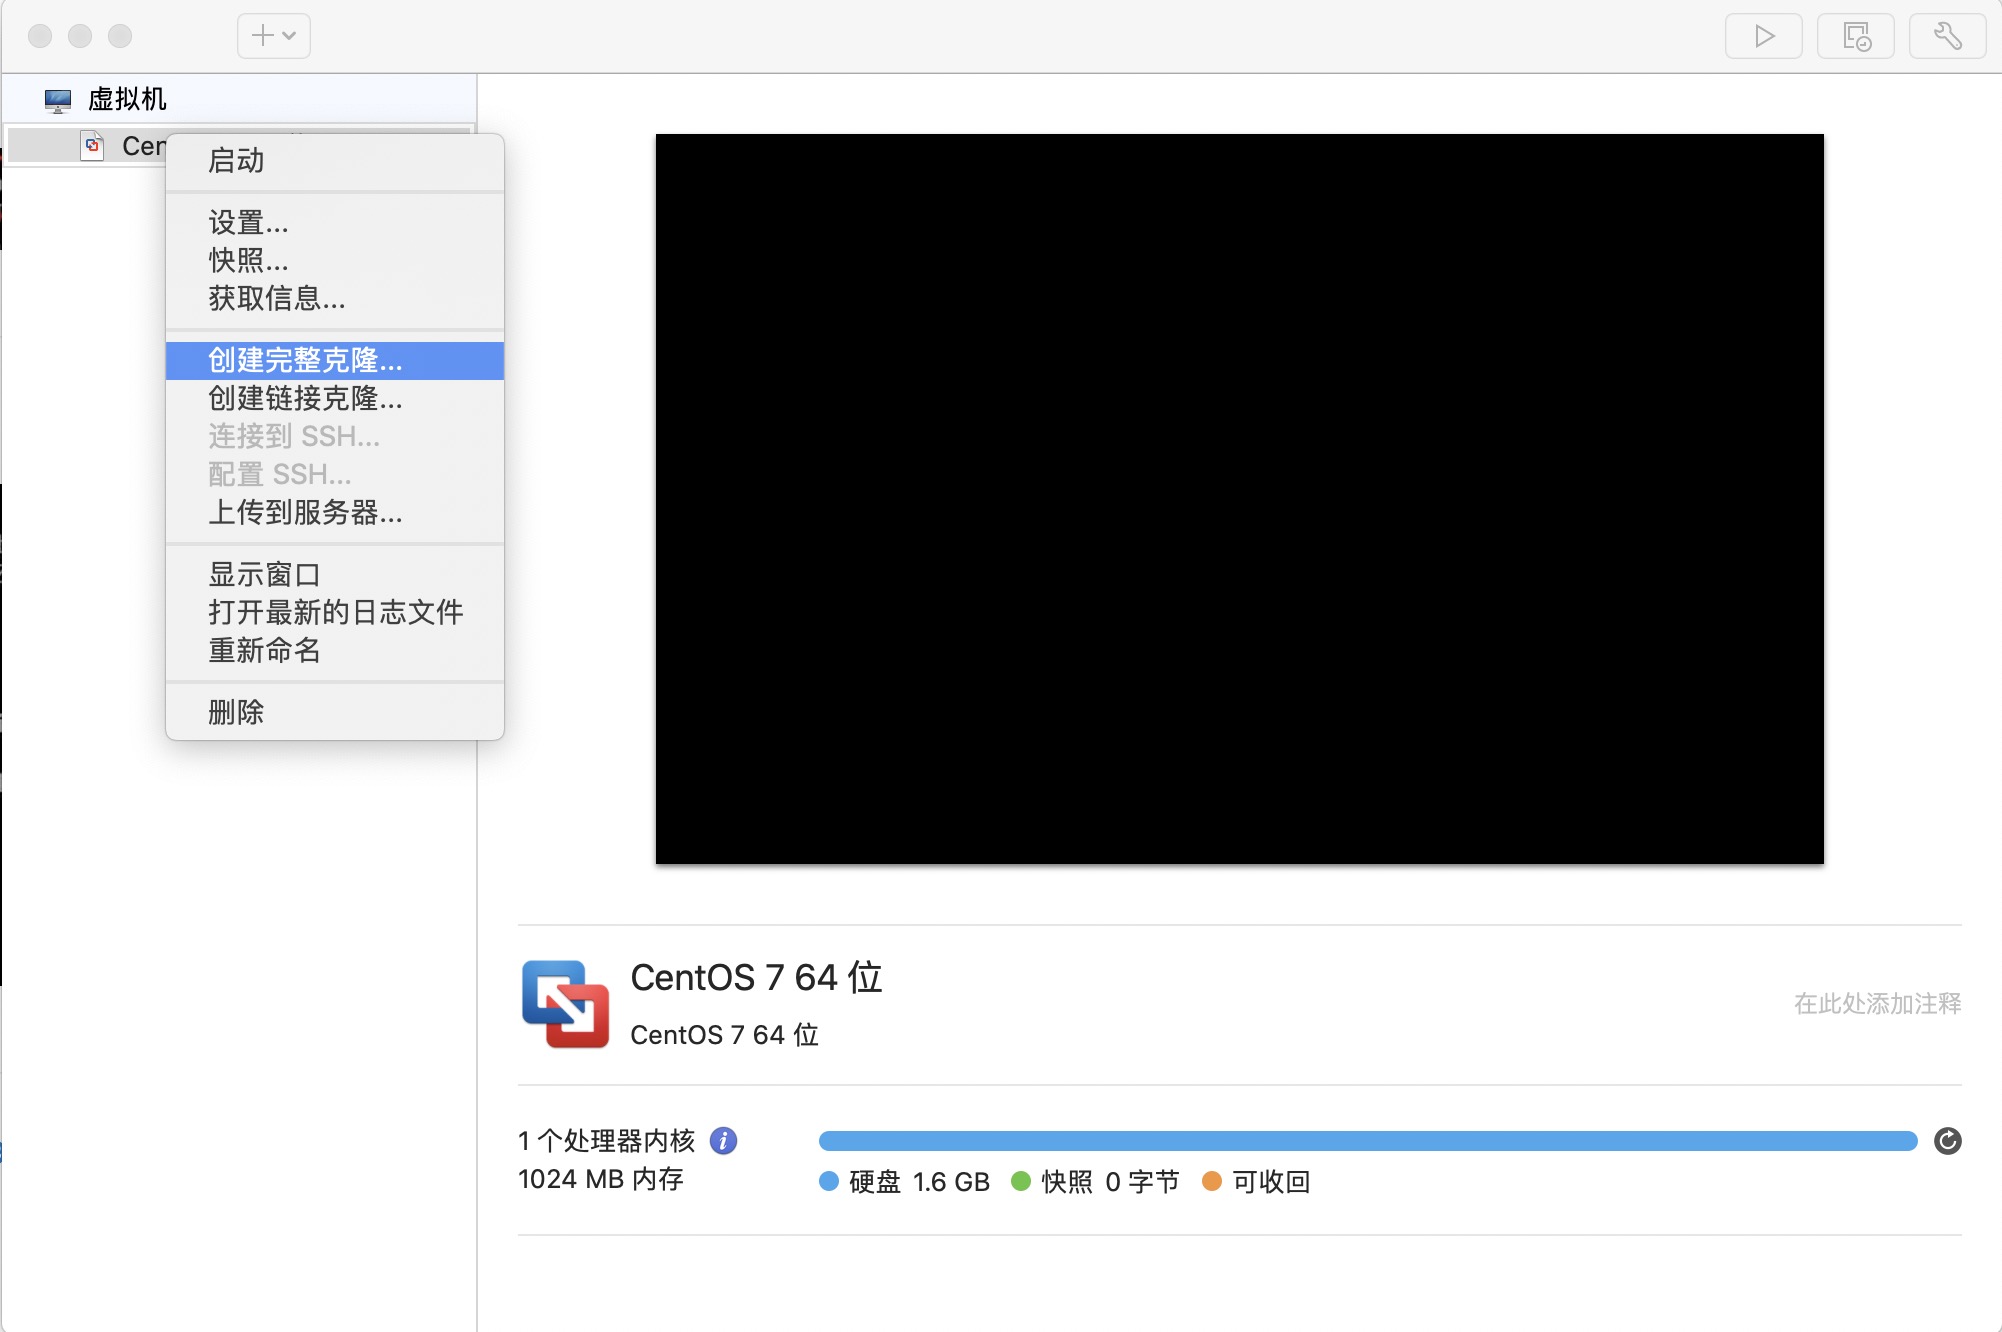 虚拟机
启动
设置...
快照...
获取信息...
创建完整克隆...
创建链接克隆...
连接到 SSH...
配置 SSH...
上传到服务器...
显示窗口
打开最新的日志文件
重新命名
删除
CentOS 7 64 位
CentOS 7 64 位
在此处添加注释
1 个处理器内核
1024 MB 内存
硬盘 1.6 GB 快照 0 字节 可收回